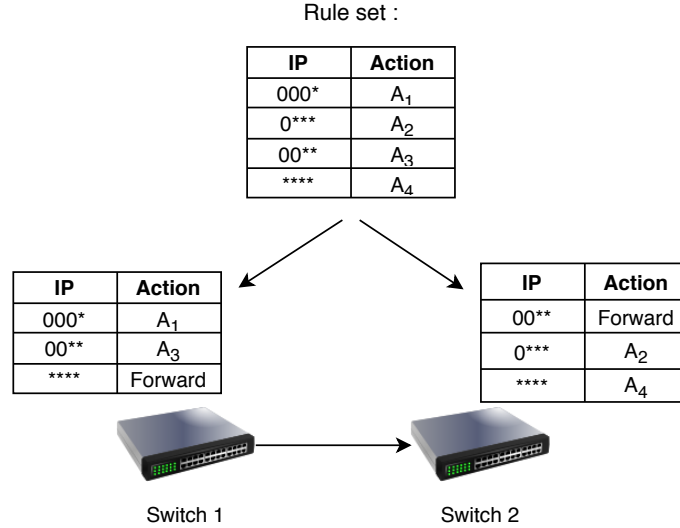 Rule set :
IP Action
000* A1
0*** A2
00** A3
**** A4
IP Action
000* A1
00** A3
**** Forward
IP Action
00** Forward
0*** A2
**** A4
Switch 1 Switch 2